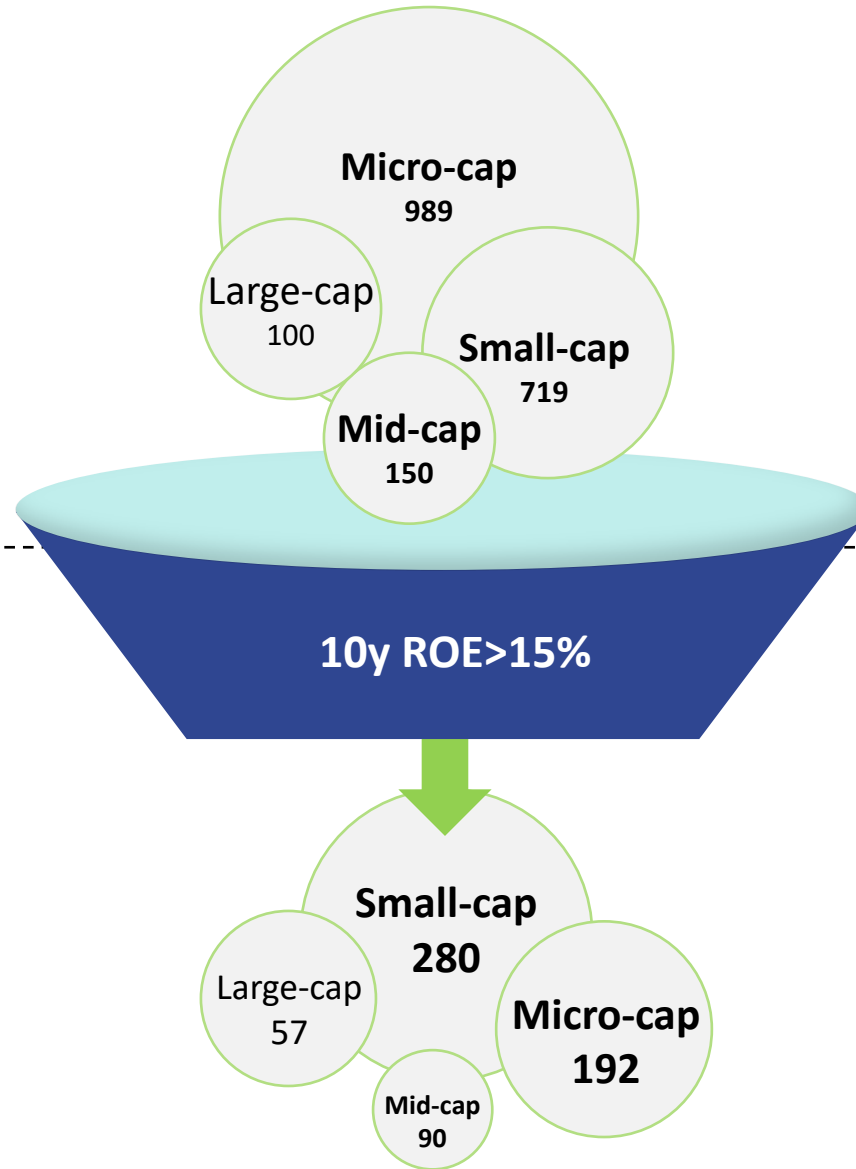 Micro-cap
989
Large-cap
100
Small-cap
719
Mid-cap
150
10y ROE>15%
Small-cap
280
Large-cap
57
Micro-cap
192
Mid-cap
90